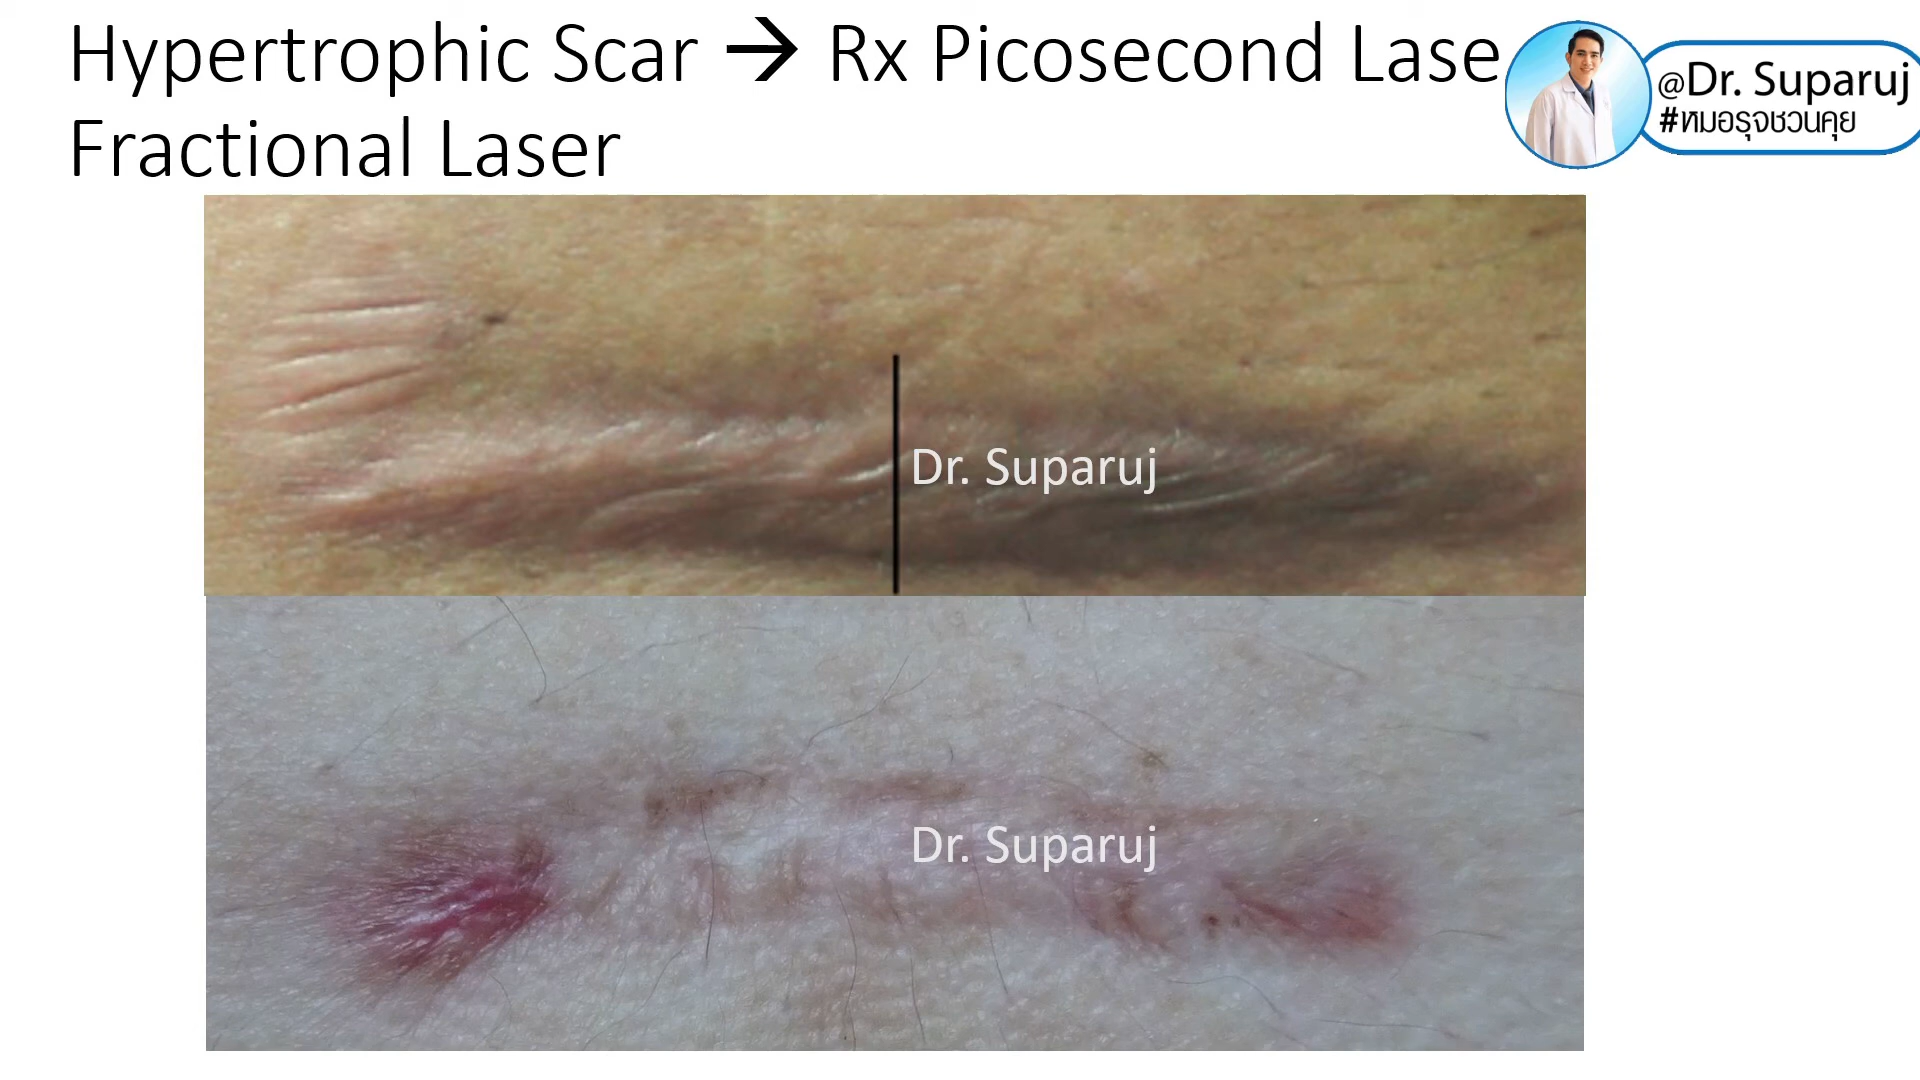 Hypertrophic Scar → Rx Picosecond Lase
Fractional Laser
@Dr. Suparuj
#หมอรุจชวนคุย
Dr. Suparuj
Dr. Suparuj